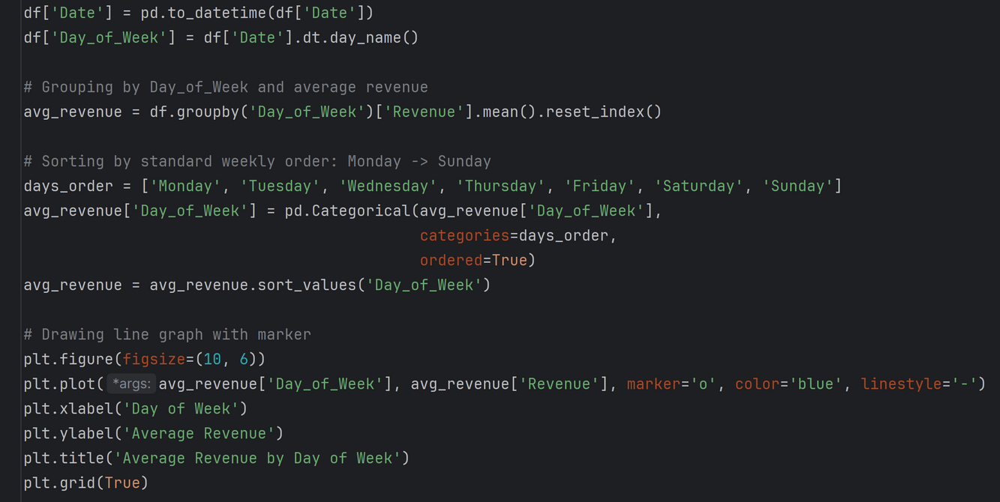 df['Date'] = pd.to_datetime(df['Date'])
df['Day_of_Week'] = df['Date'].dt.day_name()
# Grouping by Day_of_Week and average revenue
avg_revenue = df.groupby('Day_of_Week')['Revenue'].mean().reset_index()
# Sorting by standard weekly order: Monday -> Sunday
days_order = ['Monday', 'Tuesday', 'Wednesday', 'Thursday', 'Friday', 'Saturday', 'Sunday']
avg_revenue['Day_of_Week'] = pd.Categorical(avg_revenue['Day_of_Week'],
categories=days_order,
ordered=True)
avg_revenue = avg_revenue.sort_values('Day_of_Week')
# Drawing line graph with marker
plt.figure(figsize=(10, 6))
plt.plot( *args: avg_revenue['Day_of_Week'], avg_revenue['Revenue'], marker='o', color='blue', linestyle='-')
plt.xlabel('Day of Week')
plt.ylabel('Average Revenue')
plt.title('Average Revenue by Day of Week')
plt.grid(True)